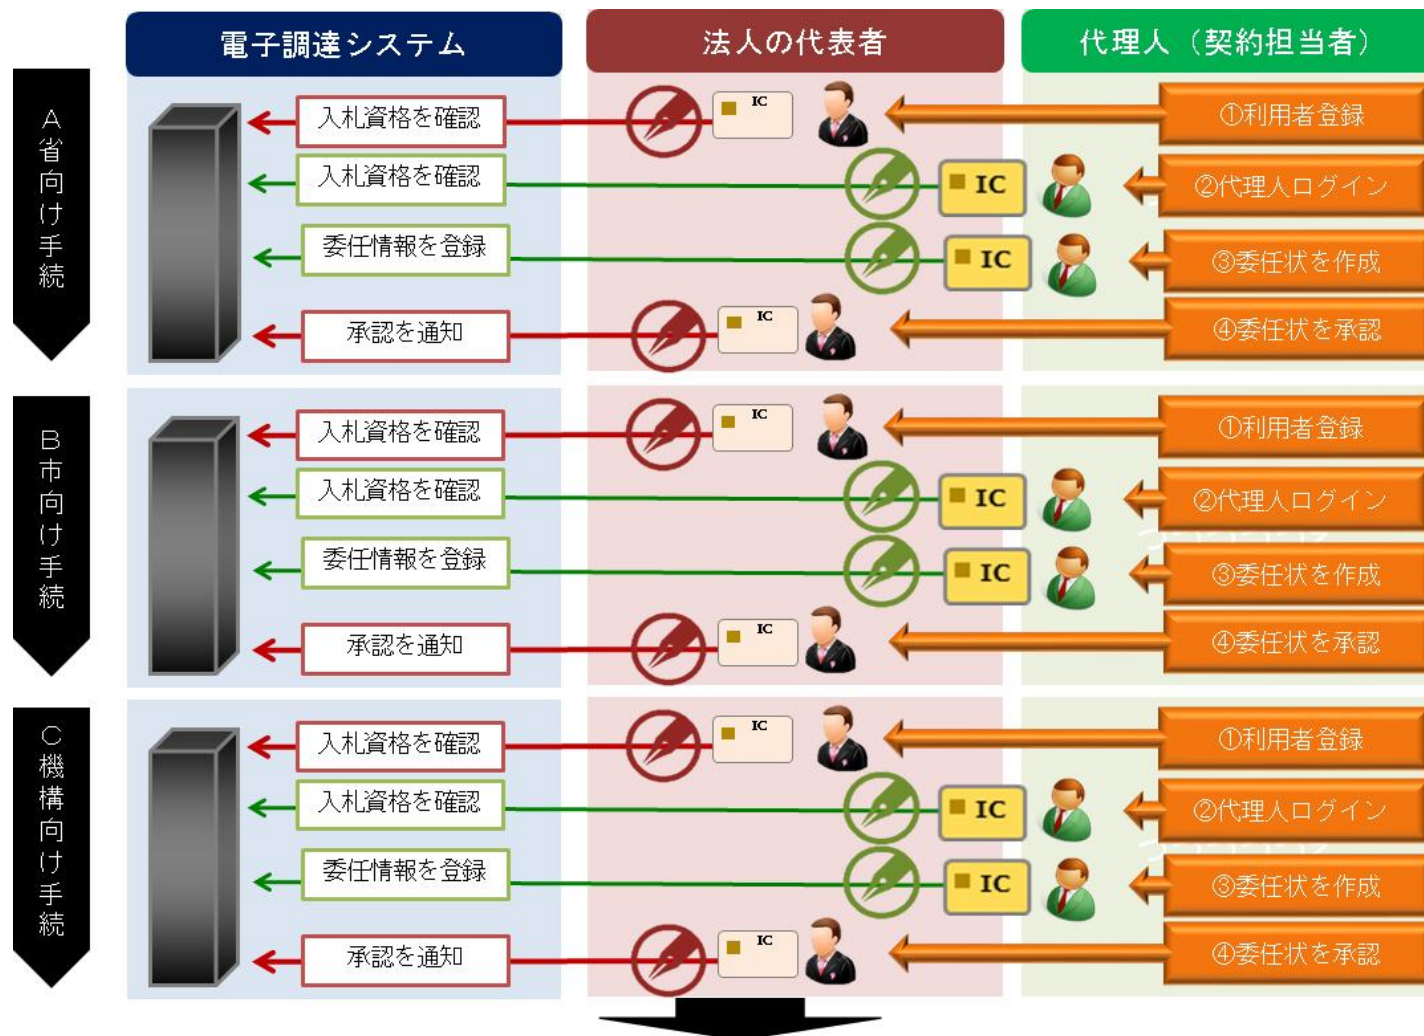 電子調達システム
法人の代表者
代理人（契約担当者）
A省向け手続
入札資格を確認
IC
①利用者登録
入札資格を確認
IC
②代理人ログイン
委任情報を登録
IC
③委任状を作成
承認を通知
IC
④委任状を承認
B市向け手続
入札資格を確認
IC
①利用者登録
入札資格を確認
IC
②代理人ログイン
委任情報を登録
IC
③委任状を作成
承認を通知
IC
④委任状を承認
C機構向け手続
入札資格を確認
IC
①利用者登録
入札資格を確認
IC
②代理人ログイン
委任情報を登録
IC
③委任状を作成
承認を通知
IC
④委任状を承認